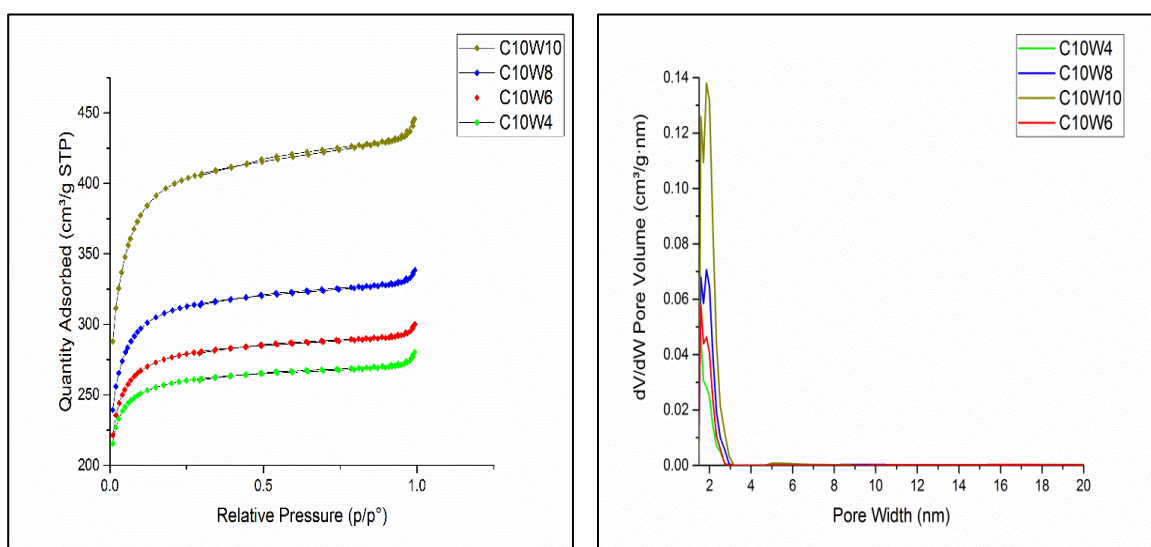 C10W10
C10W8
C10W6
C10W4
450
400
350
300
250
200
0.0 0.5 1.0
Quantity Adsorbed (cm³/g STP)
Relative Pressure (p/p°)
C10W4
C10W8
C10W10
C10W6
0.14
0.12
0.10
0.08
0.06
0.04
0.02
0.00
2 4 6 8 10 12 14 16 18 20
dV/dW Pore Volume (cm³/g·nm)
Pore Width (nm)